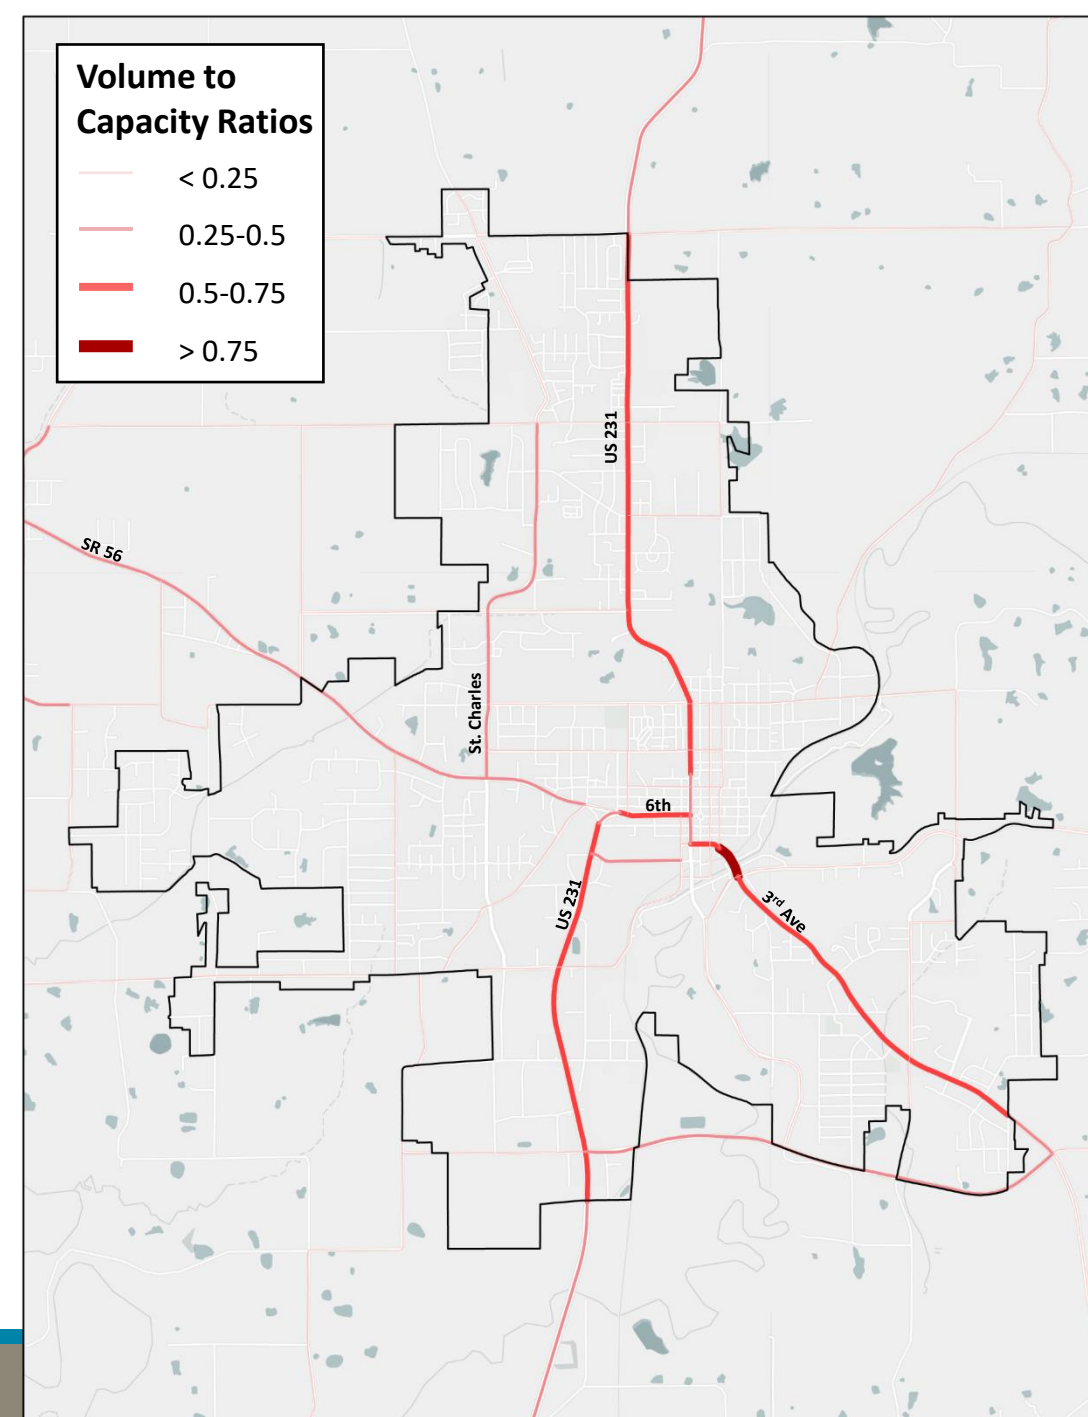 Volume to
Capacity Ratios
< 0.25
0.25-0.5
0.5-0.75
> 0.75
US 231
SR 56
St. Charles
6th
US 231
3rd Ave